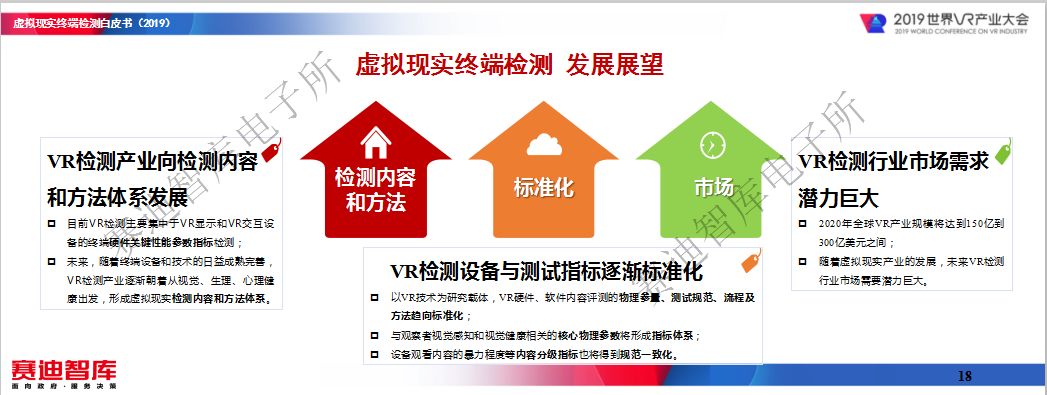 虚拟现实终端检测白皮书（2019）
2019世界VR产业大会
2019 WORLD CONFERENCE ON VR INDUSTRY
虚拟现实终端检测 发展展望
VR检测产业向检测内容
和方法体系发展
目前VR检测主要集中于VR显示和VR交互设
备的终端硬件关键性能参数指标检测；
未来，随着终端设备和技术的日益成熟完善，
VR检测产业逐渐朝着从视觉、生理、心理健
康出发，形成虚拟现实检测内容和方法体系。
检测内容
和方法
标准化
市场
VR检测设备与测试指标逐渐标准化
以VR技术为研究载体，VR硬件、软件内容评测的物理参量、测试规范、流程及
方法趋向标准化；
与观察者视觉感知和视觉健康相关的核心物理参数将形成指标体系；
设备观看内容的暴力程度等内容分级指标也将得到规范一致化。
VR检测行业市场需求
潜力巨大
2020年全球VR产业规模将达到150亿到
300亿美元之间；
随着虚拟现实产业的发展，未来VR检测
行业市场需要潜力巨大。
赛迪智库电子所
赛迪智库电子所
赛迪智库
面向政府·服务决策
18